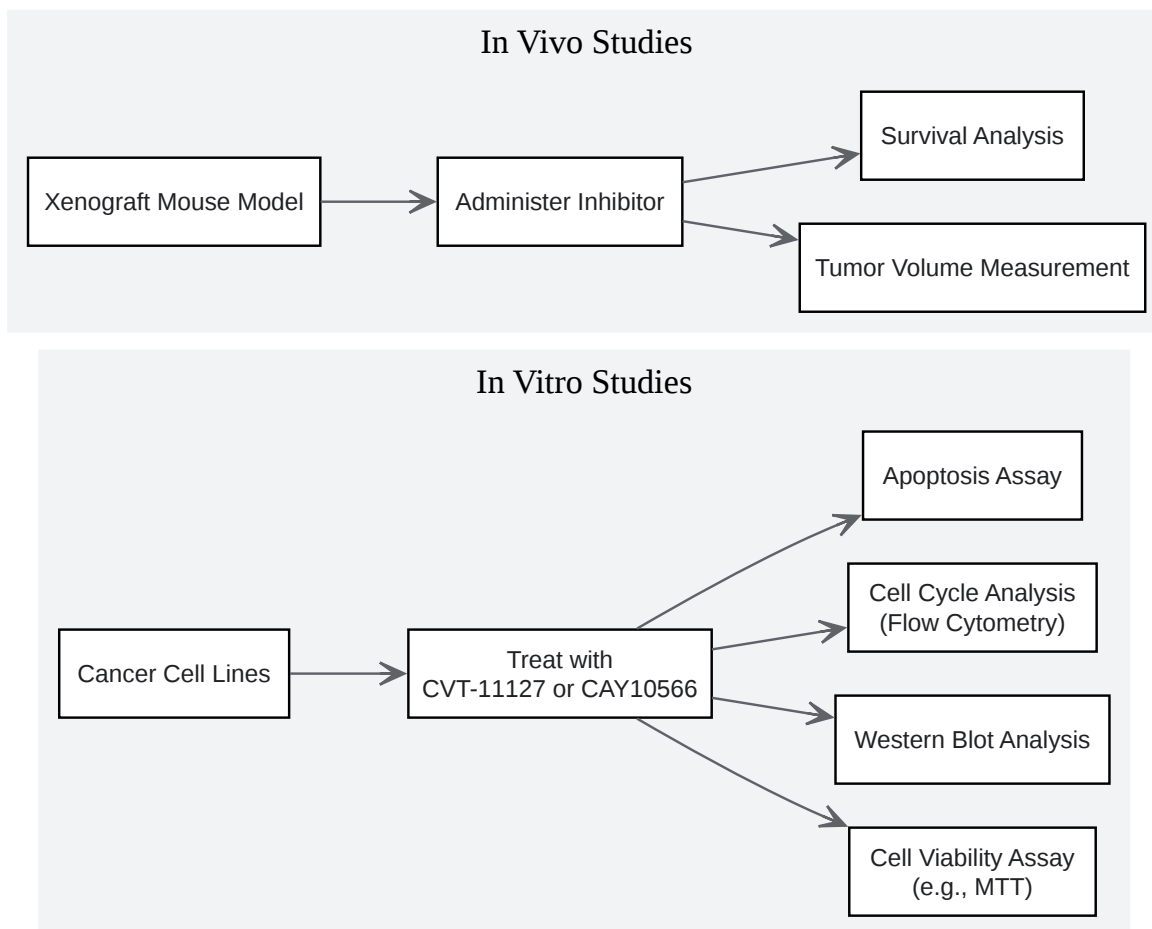 In Vivo Studies
Survival Analysis
Xenograft Mouse Model
Administer Inhibitor
Tumor Volume Measurement
In Vitro Studies
Apoptosis Assay
Cell Cycle Analysis
(Flow Cytometry)
Cancer Cell Lines
Treat with
CVT-11127 or CAY10566
Western Blot Analysis
Cell Viability Assay
(e.g., MTT)